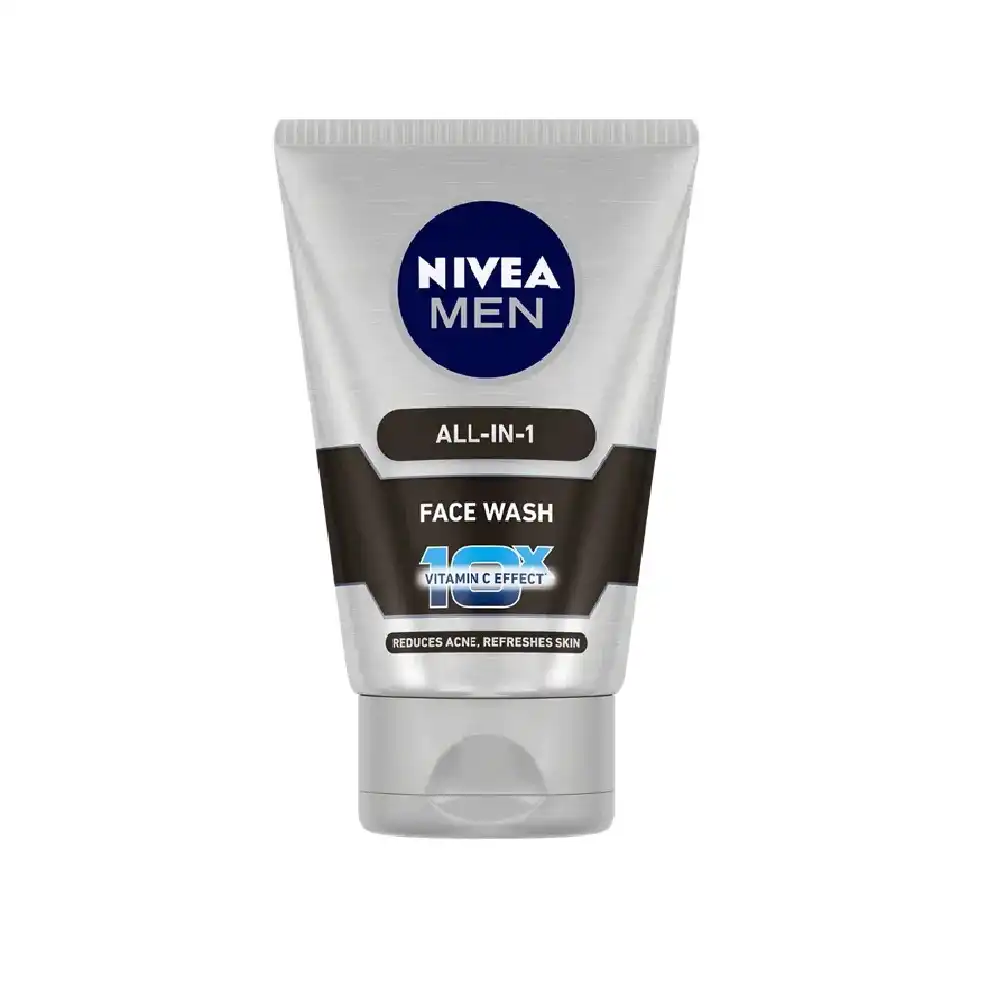 NIVEA
MEN
ALL-IN-1
FACE WASH
10X
VITAMIN C EFFECT
REDUCES ACNE, REFRESHES SKIN